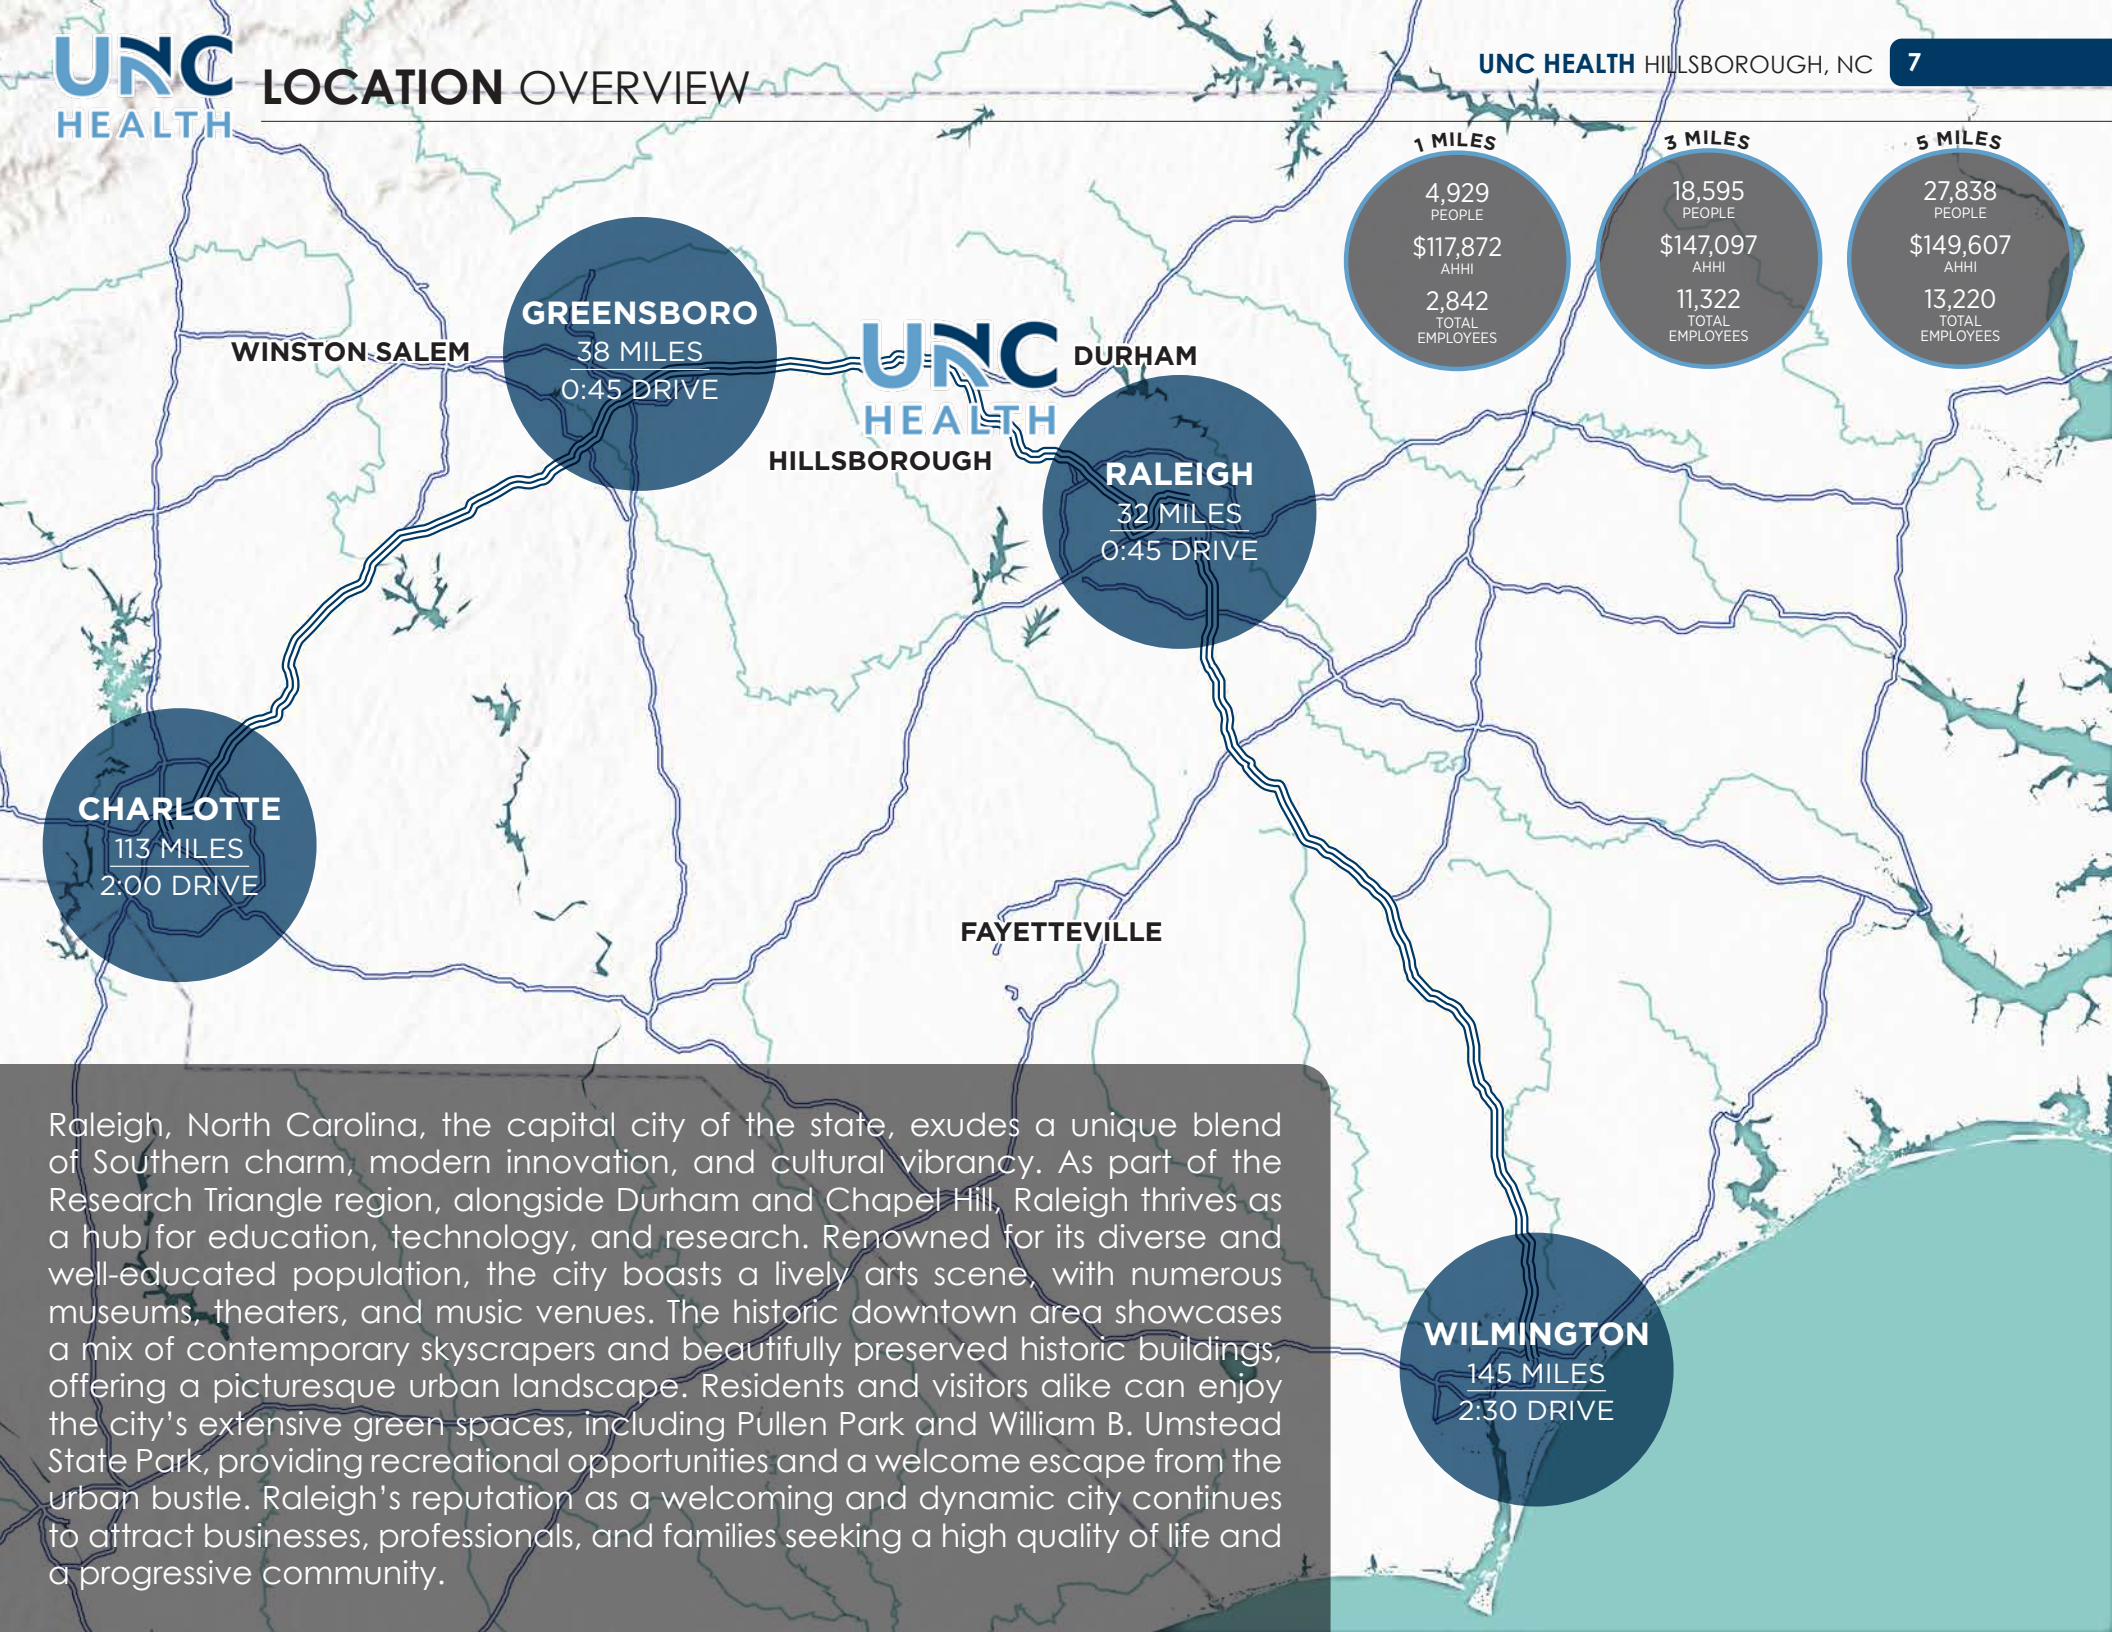 UNC
HEALTH
LOCATION OVERVIEW
UNC HEALTH HILLSBOROUGH, NC 7
1 MILES
4,929
PEOPLE
$117,872
AHHI
2,842
TOTAL
EMPLOYEES
3 MILES
18,595
PEOPLE
$147,097
AHHI
11,322
TOTAL
EMPLOYEES
5 MILES
27,838
PEOPLE
$149,607
AHHI
13,220
TOTAL
EMPLOYEES
WINSTON SALEM
GREENSBORO
38 MILES
0:45 DRIVE
UNC
HEALTH
HILLSBOROUGH
DURHAM
RALEIGH
32 MILES
0:45 DRIVE
CHARLOTTE
113 MILES
2:00 DRIVE
FAYETTEVILLE
WILMINGTON
145 MILES
2:30 DRIVE
Raleigh, North Carolina, the capital city of the state, exudes a unique blend
of Southern charm, modern innovation, and cultural vibrancy. As part of the
Research Triangle region, alongside Durham and Chapel Hill, Raleigh thrives as
a hub for education, technology, and research. Renowned for its diverse and
well-educated population, the city boasts a lively arts scene, with numerous
museums, theaters, and music venues. The historic downtown area showcases
a mix of contemporary skyscrapers and beautifully preserved historic buildings,
offering a picturesque urban landscape. Residents and visitors alike can enjoy
the city's extensive green spaces, including Pullen Park and William B. Umstead
State Park, providing recreational opportunities and a welcome escape from the
urban bustle. Raleigh's reputation as a welcoming and dynamic city continues
to attract businesses, professionals, and families seeking a high quality of life and
a progressive community.